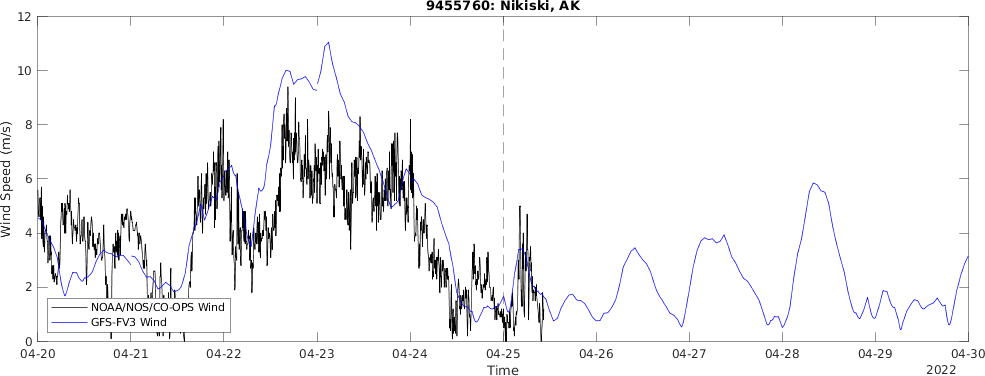 9455760: Nikiski, AK
Wind Speed (m/s)
12
10
8
6
4
2
0
NOAA/NOS/CO-OPS Wind
GFS-FV3 Wind
04-20 04-21 04-22 04-23 04-24 04-25 04-26 04-27 04-28 04-29 04-30
Time
2022